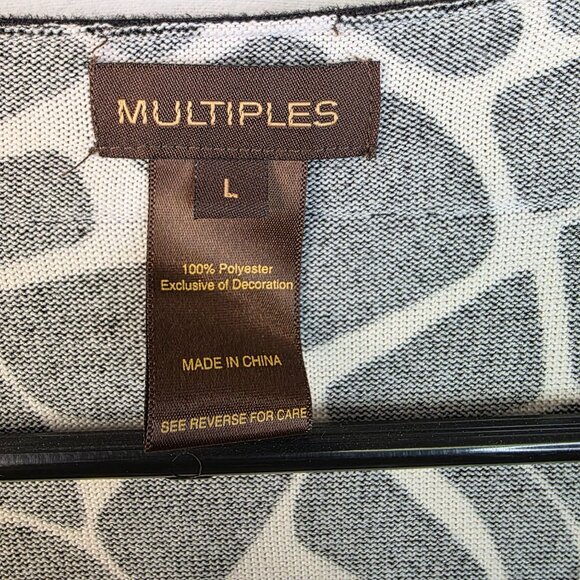 MULTIPLES
L
100% Polyester
Exclusive of Decoration
MADE IN CHINA
SEE REVERSE FOR CARE